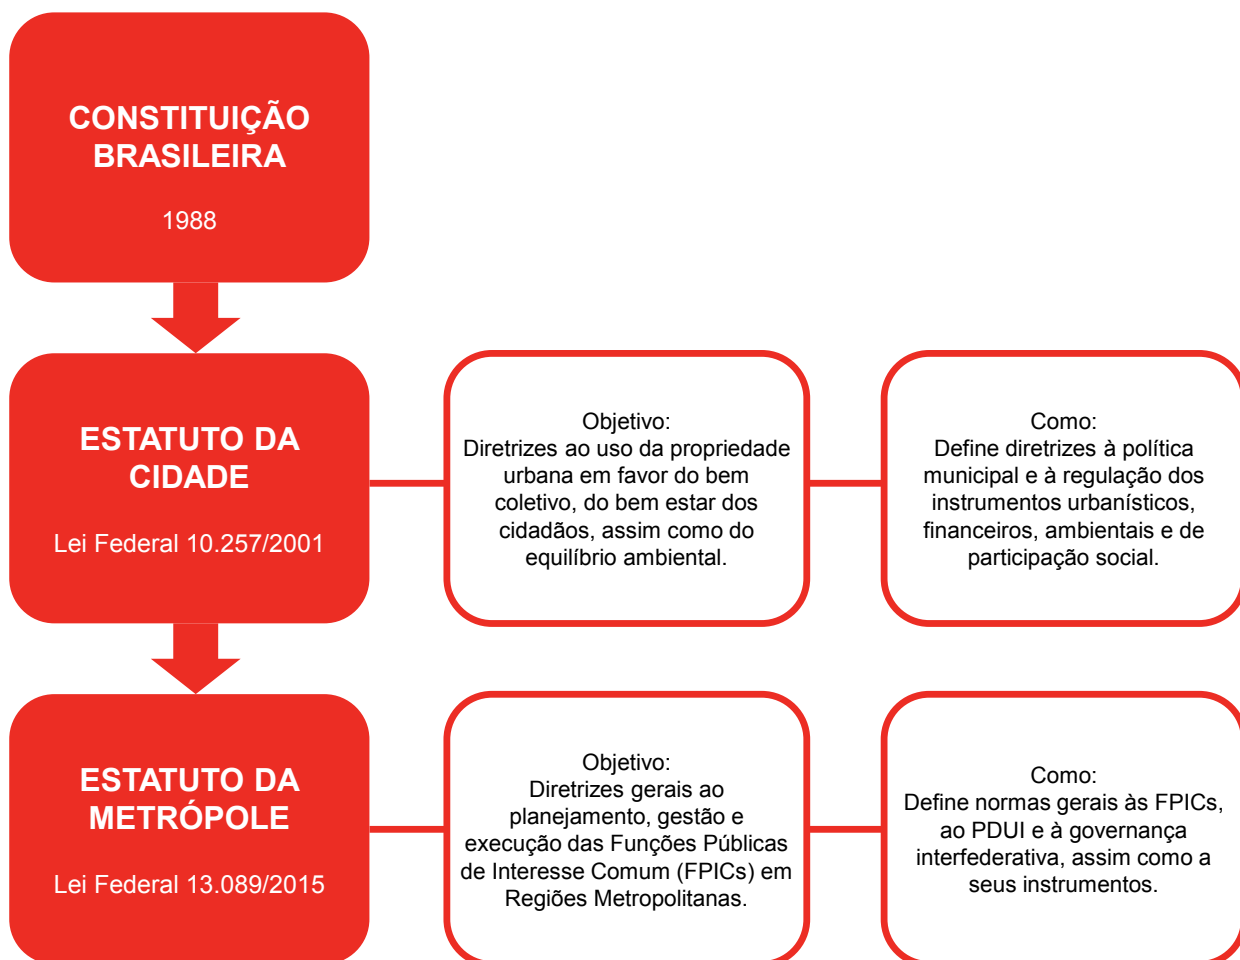 CONSTITUIÇÃO
BRASILEIRA
1988
ESTATUTO DA
CIDADE
Lei Federal 10.257/2001
Objetivo:
Diretrizes ao uso da propriedade
urbana em favor do bem
coletivo, do bem estar dos
cidadãos, assim como do
equilíbrio ambiental.
Como:
Define diretrizes à política
municipal e à regulação dos
instrumentos urbanísticos,
financeiros, ambientais e de
participação social.
ESTATUTO DA
METRÓPOLE
Lei Federal 13.089/2015
Objetivo:
Diretrizes gerais ao
planejamento, gestão e
execução das Funções Públicas
de Interesse Comum (FPICs) em
Regiões Metropolitanas.
Como:
Define normas gerais às FPICs,
ao PDUI e à governança
interfederativa, assim como a
seus instrumentos.